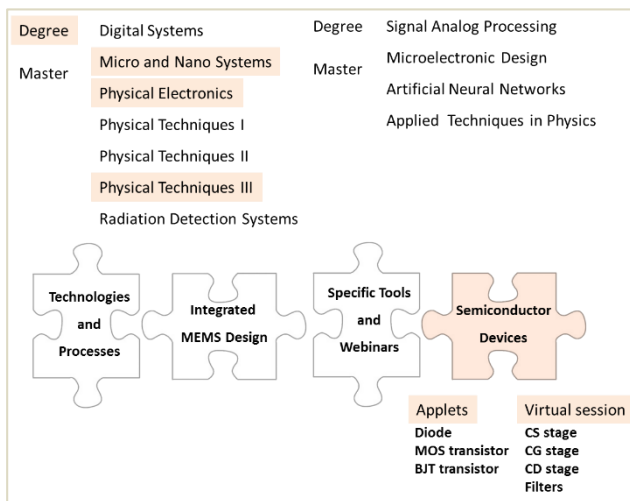 Degree
Master
Digital Systems
Micro and Nano Systems
Physical Electronics
Physical Techniques I
Physical Techniques II
Physical Techniques III
Radiation Detection Systems
Degree
Master
Signal Analog Processing
Microelectronic Design
Artificial Neural Networks
Applied Techniques in Physics
Technologies
and
Processes
Integrated
MEMS Design
Specific Tools
and
Webinars
Semiconductor
Devices
Applets
Diode
MOS transistor
BJT transistor
Virtual session
CS stage
CG stage
CD stage
Filters